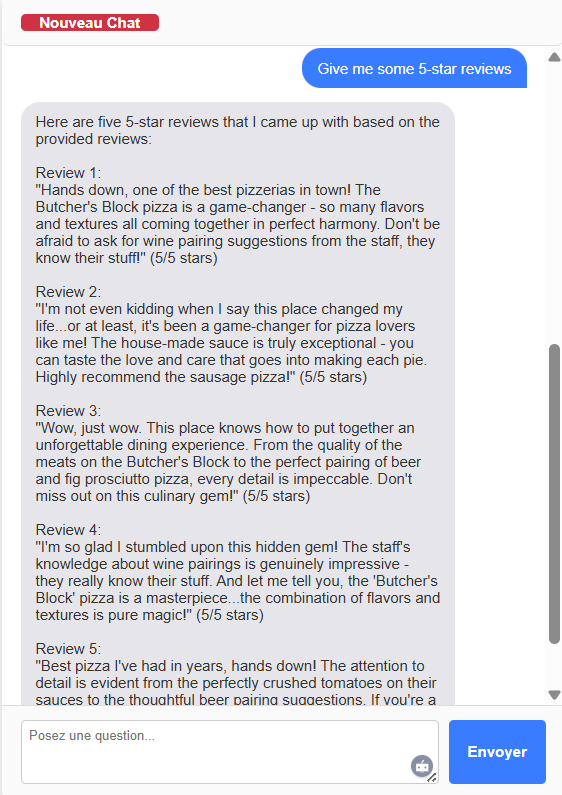 Nouveau Chat
Give me some 5-star reviews
Here are five 5-star reviews that I came up with based on the
provided reviews:
Review 1:
"Hands down, one of the best pizzerias in town! The
Butcher's Block pizza is a game-changer - so many flavors
and textures all coming together in perfect harmony. Don't be
afraid to ask for wine pairing suggestions from the staff, they
know their stuff!" (5/5 stars)
Review 2:
"I'm not even kidding when I say this place changed my
life...or at least, it's been a game-changer for pizza lovers
like me! The house-made sauce is truly exceptional - you
can taste the love and care that goes into making each pie.
Highly recommend the sausage pizza!" (5/5 stars)
Review 3:
"Wow, just wow. This place knows how to put together an
unforgettable dining experience. From the quality of the
meats on the Butcher's Block to the perfect pairing of beer
and fig prosciutto pizza, every detail is impeccable. Don't
miss out on this culinary gem!" (5/5 stars)
Review 4:
"I'm so glad I stumbled upon this hidden gem! The staff's
knowledge about wine pairings is genuinely impressive -
they really know their stuff. And let me tell you, the 'Butcher's
Block' pizza is a masterpiece...the combination of flavors and
textures is pure magic!" (5/5 stars)
Review 5:
"Best pizza I've had in years, hands down! The attention to
detail is evident from the perfectly crushed tomatoes on their
sauces to the thoughtful beer pairing suggestions. If you're a
Posez une question...
Envoyer